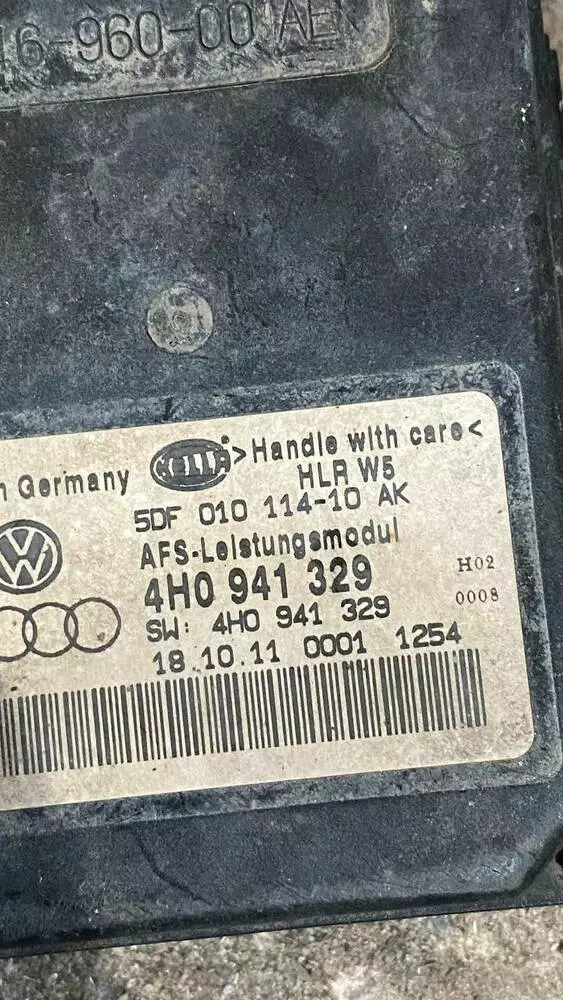 16-960-00 AE
n Germany HELLA >Handle with care<
HLR W5
5DF 010 114-10 AK
AFS-Leistungsmodul
4H0 941 329 H02
SW: 4H0 941 329 0008
18.10.11 0001 1254